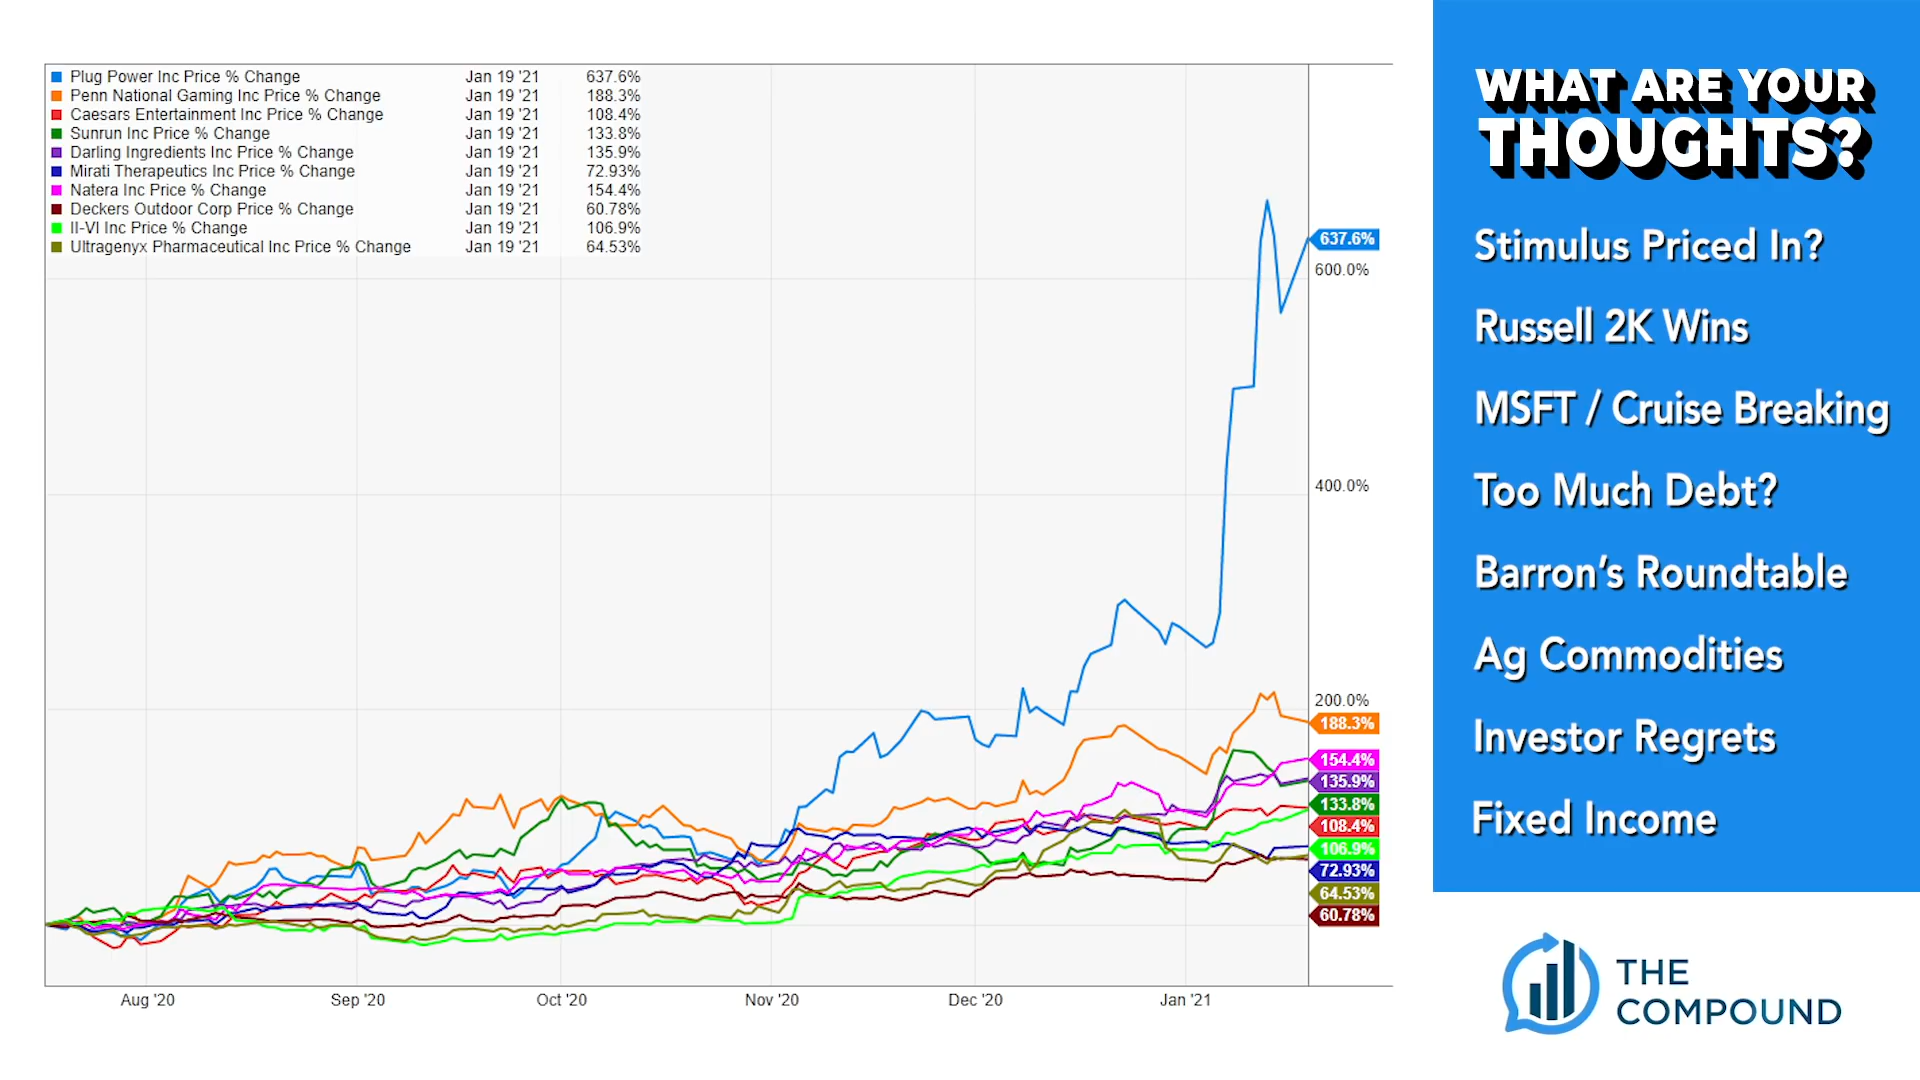 Plug Power Inc Price % Change Jan 19 '21 637.6%
Penn National Gaming Inc Price % Change Jan 19 '21 188.3%
Caesars Entertainment Inc Price % Change Jan 19 '21 108.4%
Sunrun Inc Price % Change Jan 19 '21 133.8%
Darling Ingredients Inc Price % Change Jan 19 '21 135.9%
Mirati Therapeutics Inc Price % Change Jan 19 '21 72.93%
Natera Inc Price % Change Jan 19 '21 154.4%
Deckers Outdoor Corp Price % Change Jan 19 '21 60.78%
II-VI Inc Price % Change Jan 19 '21 106.9%
Ultragenyx Pharmaceutical Inc Price % Change Jan 19 '21 64.53%
637.6%
600.0%
400.0%
200.0%
188.3%
154.4%
135.9%
133.8%
108.4%
106.9%
72.93%
64.53%
60.78%
Aug '20 Sep '20 Oct '20 Nov '20 Dec '20 Jan '21
WHAT ARE YOUR
THOUGHTS?
Stimulus Priced In?
Russell 2K Wins
MSFT / Cruise Breaking
Too Much Debt?
Barron's Roundtable
Ag Commodities
Investor Regrets
Fixed Income
THE
COMPOUND